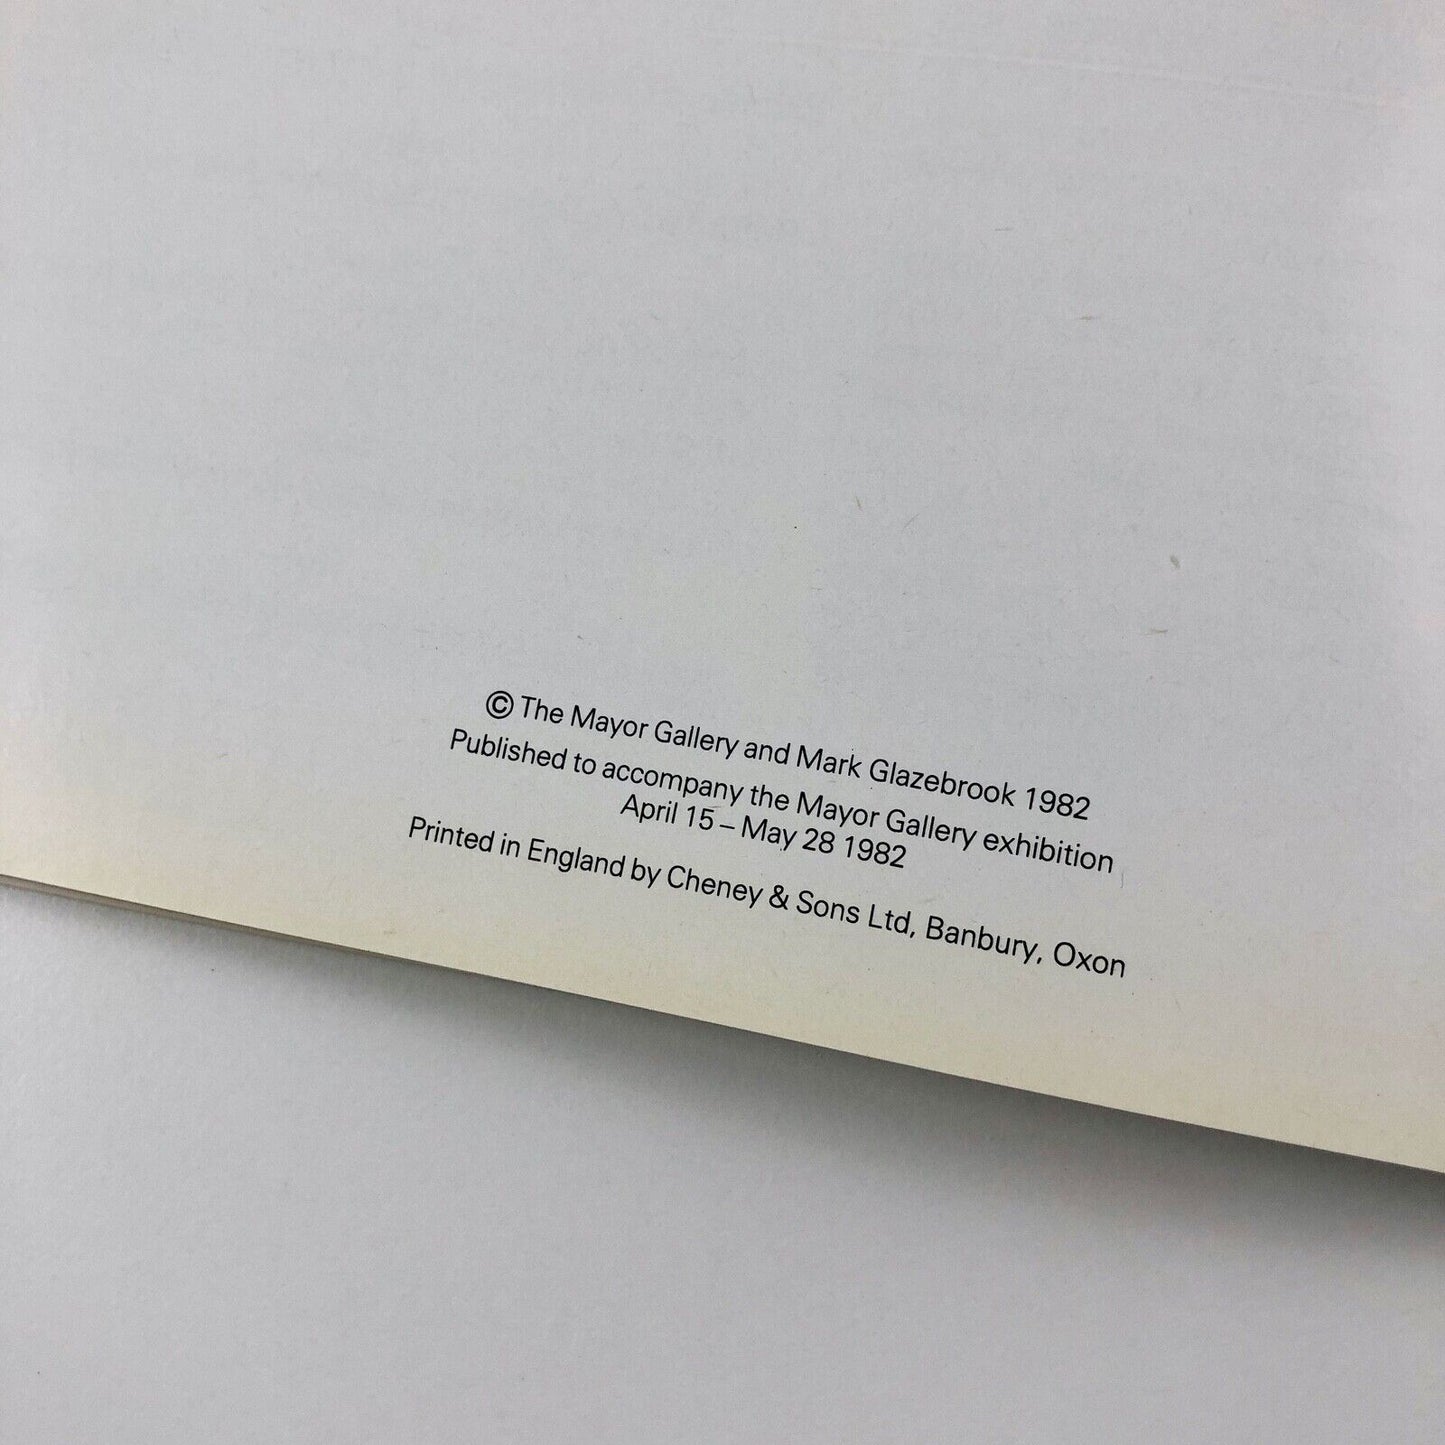 © The Mayor Gallery and Mark Glazebrook 1982
Published to accompany the Mayor Gallery exhibition
April 15 – May 28 1982
Printed in England by Cheney & Sons Ltd, Banbury, Oxon